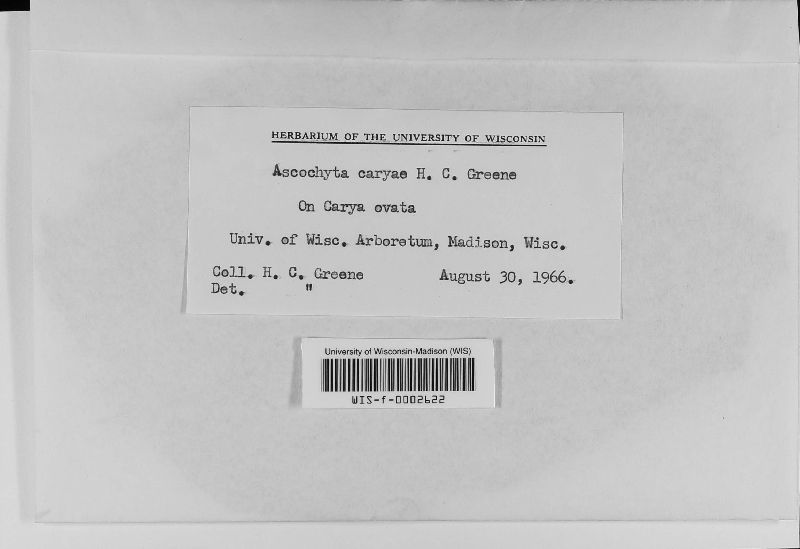 HERBARIUM OF THE UNIVERSITY OF WISCONSIN
Ascochyta caryae H. C. Greene
On Carya ovata
Univ. of Wisc. Arboretum, Madison, Wisc.
Coll. H. C. Greene August 30, 1966.
Det. "
University of Wisconsin-Madison (WIS)
WIS-f-0002622